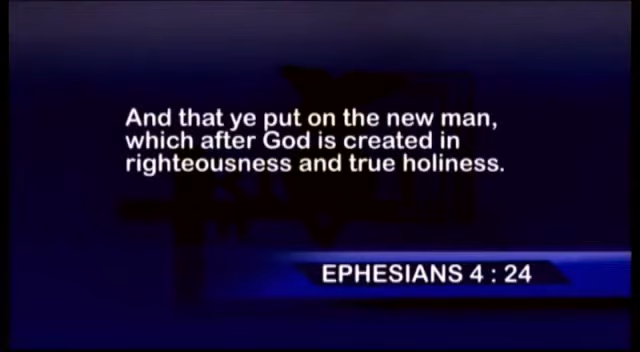 And that ye put on the new man,
which after God is created in
righteousness and true holiness.
EPHESIANS 4 : 24